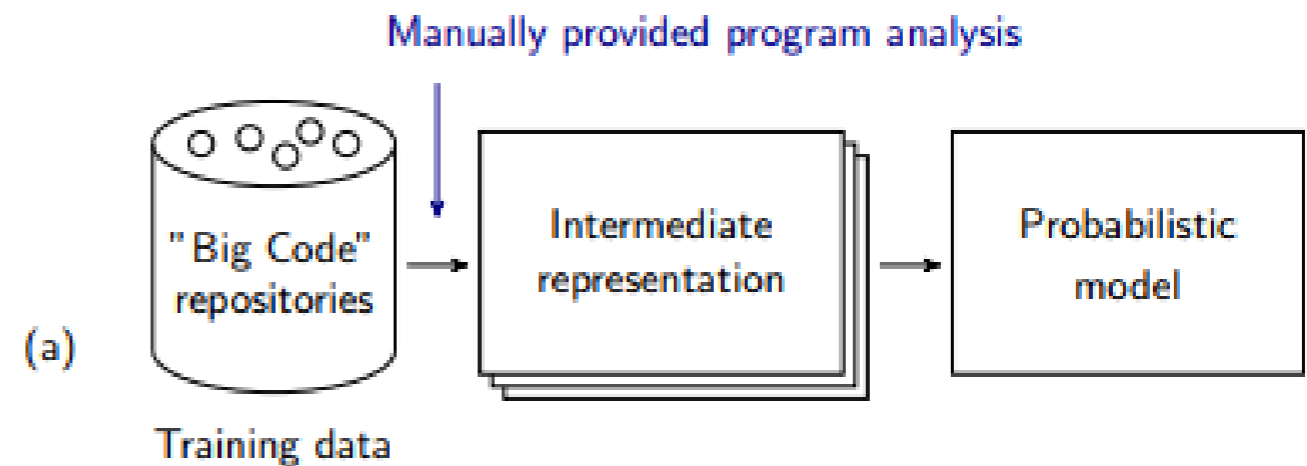 Manually provided program analysis
"Big Code"
repositories
Intermediate
representation
Probabilistic
model
(a)
Training data